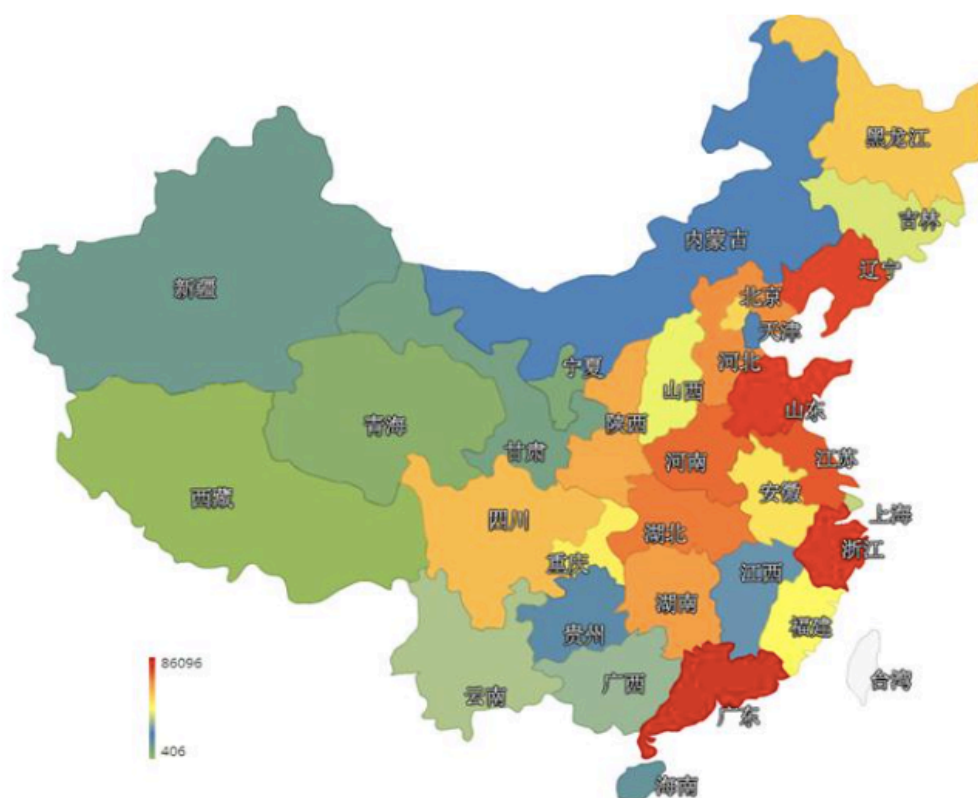 黑龙江
吉林
内蒙古
辽宁
新疆
北京
天津
宁夏
河北
山西
山东
青海
陕西
甘肃
河南
江苏
西藏
安徽
四川
上海
湖北
浙江
重庆
江西
湖南
贵州
福建
86096
广西
台湾
云南
广东
406
海南